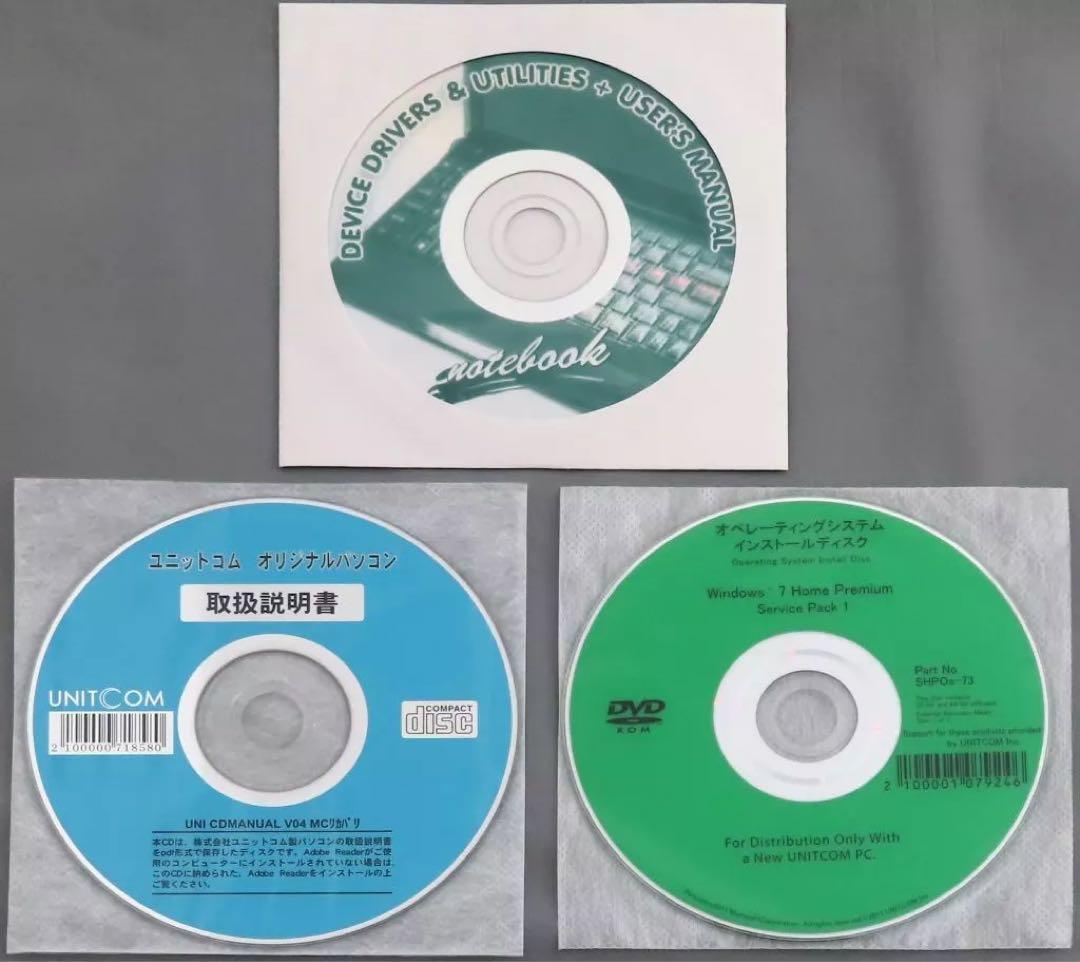 DEVICE DRIVERS & UTILITIES + USER'S MANUAL
notebook
ユニットコム オリジナルパソコン
取扱説明書
UNITCOM
2 100000 718580
COMPACT
disc
UNI CDMANUAL V04 MCリカバリ
本CDは、株式会社ユニットコム製パソコンの取扱説明書
をpdf形式で保存したディスクです。Adobe Readerがご使
用のコンピューターにインストールされていない場合は、
このCDに納められた、Adobe Readerをインストールの上
ご覧ください。
オペレーティングシステム
インストールディスク
Operating System Install Disc
Windows 7 Home Premium
Service Pack 1
DVD
ROM
Part No
SHPOa-73
Support for these products provided
by UNITCOM Inc.
2 100001 079246
For Distribution Only With
a New UNITCOM PC.